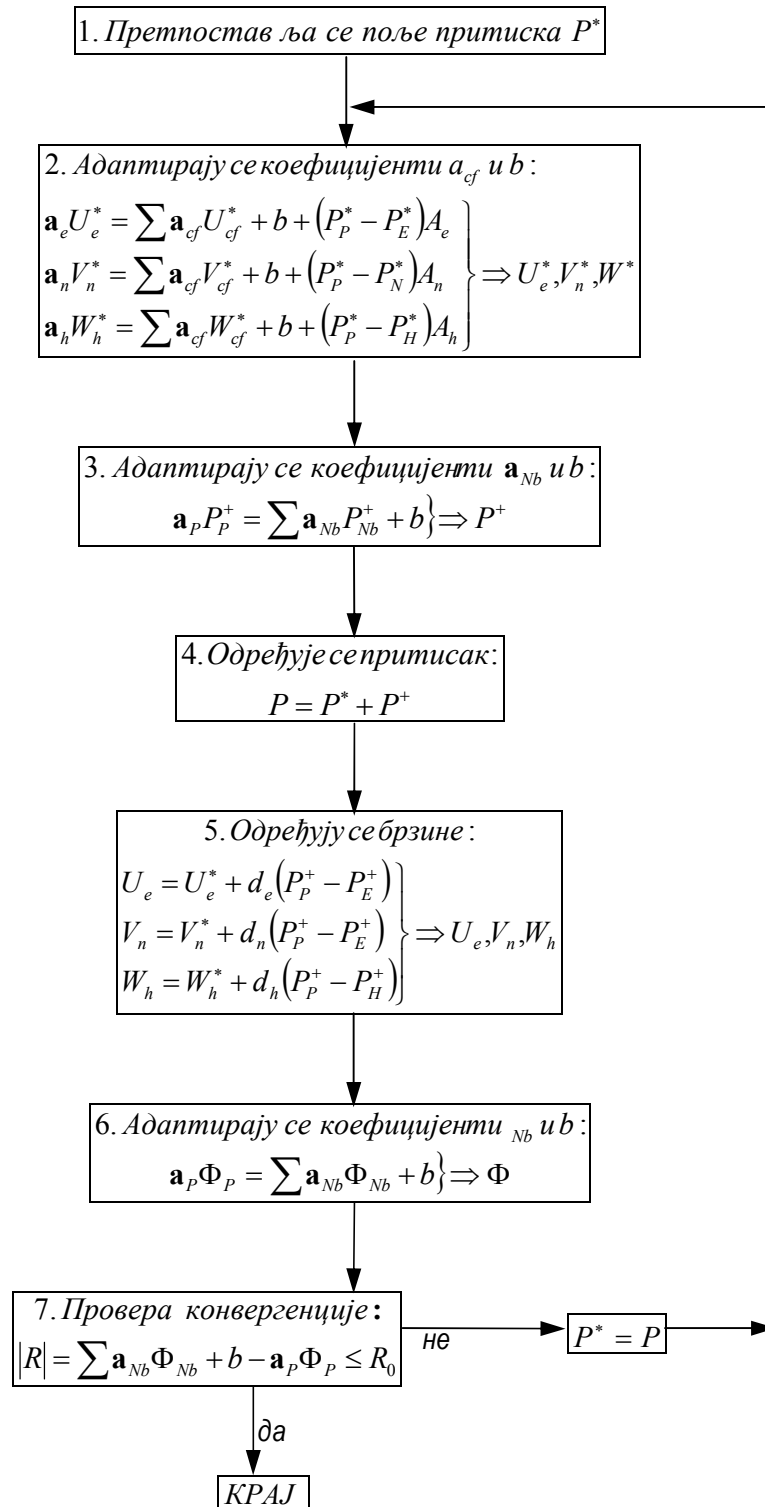 1. Претпостав ља се поље притиска P*
2. Адаптирају се коефицијенти a_cf и b :
a_e U_e^* = ∑ a_cf U_cf^* + b + (P_P^* − P_E^*) A_e
a_n V_n^* = ∑ a_cf V_cf^* + b + (P_P^* − P_N^*) A_n } ⇒ U_e^*, V_n^*, W^*
a_h W_h^* = ∑ a_cf W_cf^* + b + (P_P^* − P_H^*) A_h
3. Адаптирају се коефицијенти a_Nb и b :
a_P P_P^+ = ∑ a_Nb P_Nb^+ + b } ⇒ P^+
4. Одређује се притисак:
P = P^* + P^+
5. Одређују се брзине :
U_e = U_e^* + d_e (P_P^+ − P_E^+)
V_n = V_n^* + d_n (P_P^+ − P_E^+) } ⇒ U_e, V_n, W_h
W_h = W_h^* + d_h (P_P^+ − P_H^+)
6. Адаптирају се коефицијенти _Nb и b :
a_P Φ_P = ∑ a_Nb Φ_Nb + b } ⇒ Φ
7. Провера конвергенције:
|R| = ∑ a_Nb Φ_Nb + b − a_P Φ_P ≤ R_0
не
P^* = P
да
КРАЈ